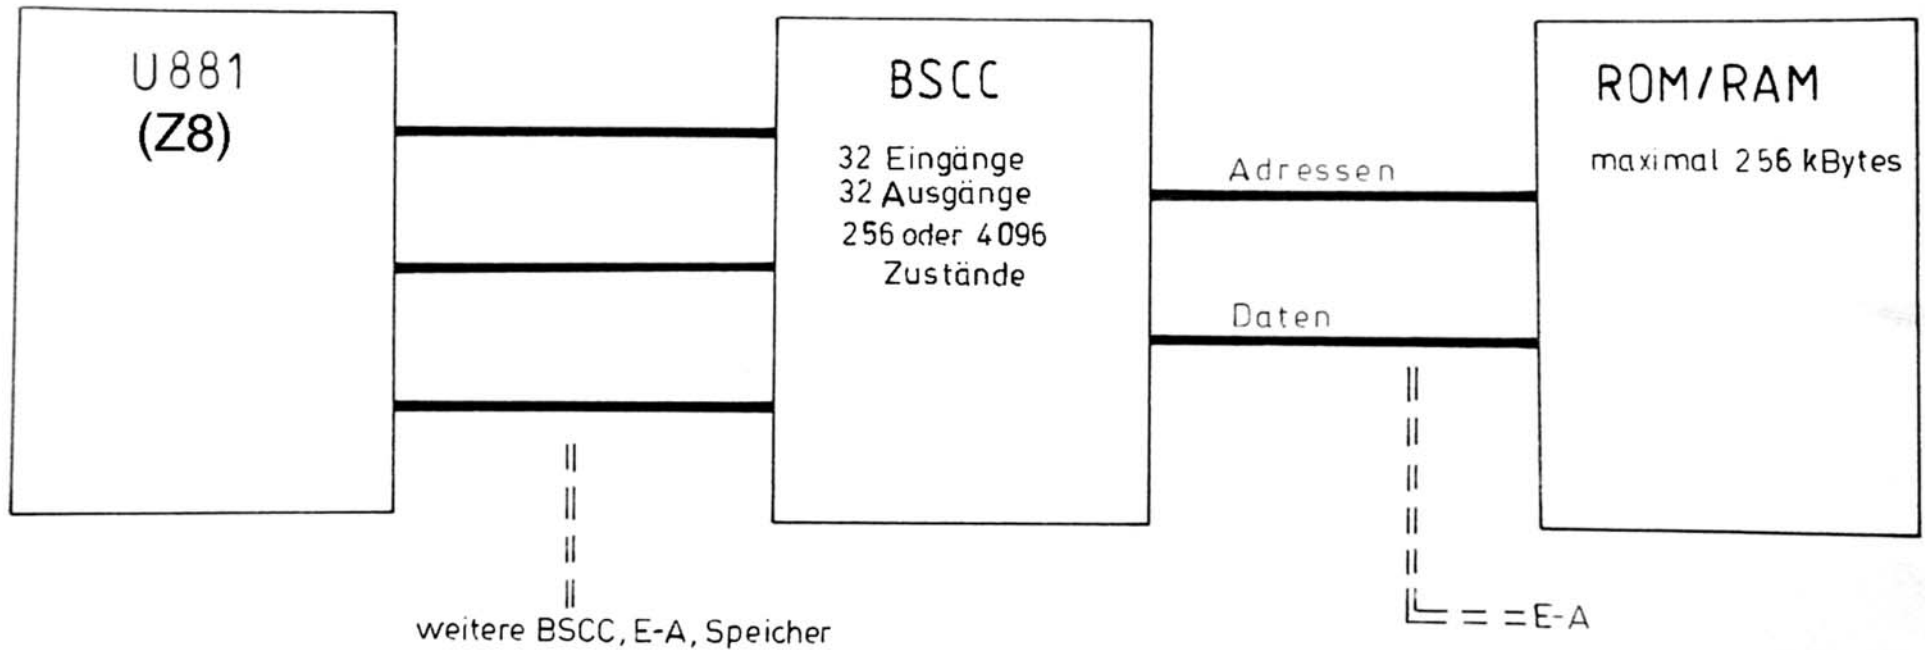 U881
(Z8)
BSCC
32 Eingänge
32 Ausgänge
256 oder 4096
Zustände
Adressen
Daten
ROM/RAM
maximal 256 kBytes
weitere BSCC, E-A, Speicher
E-A